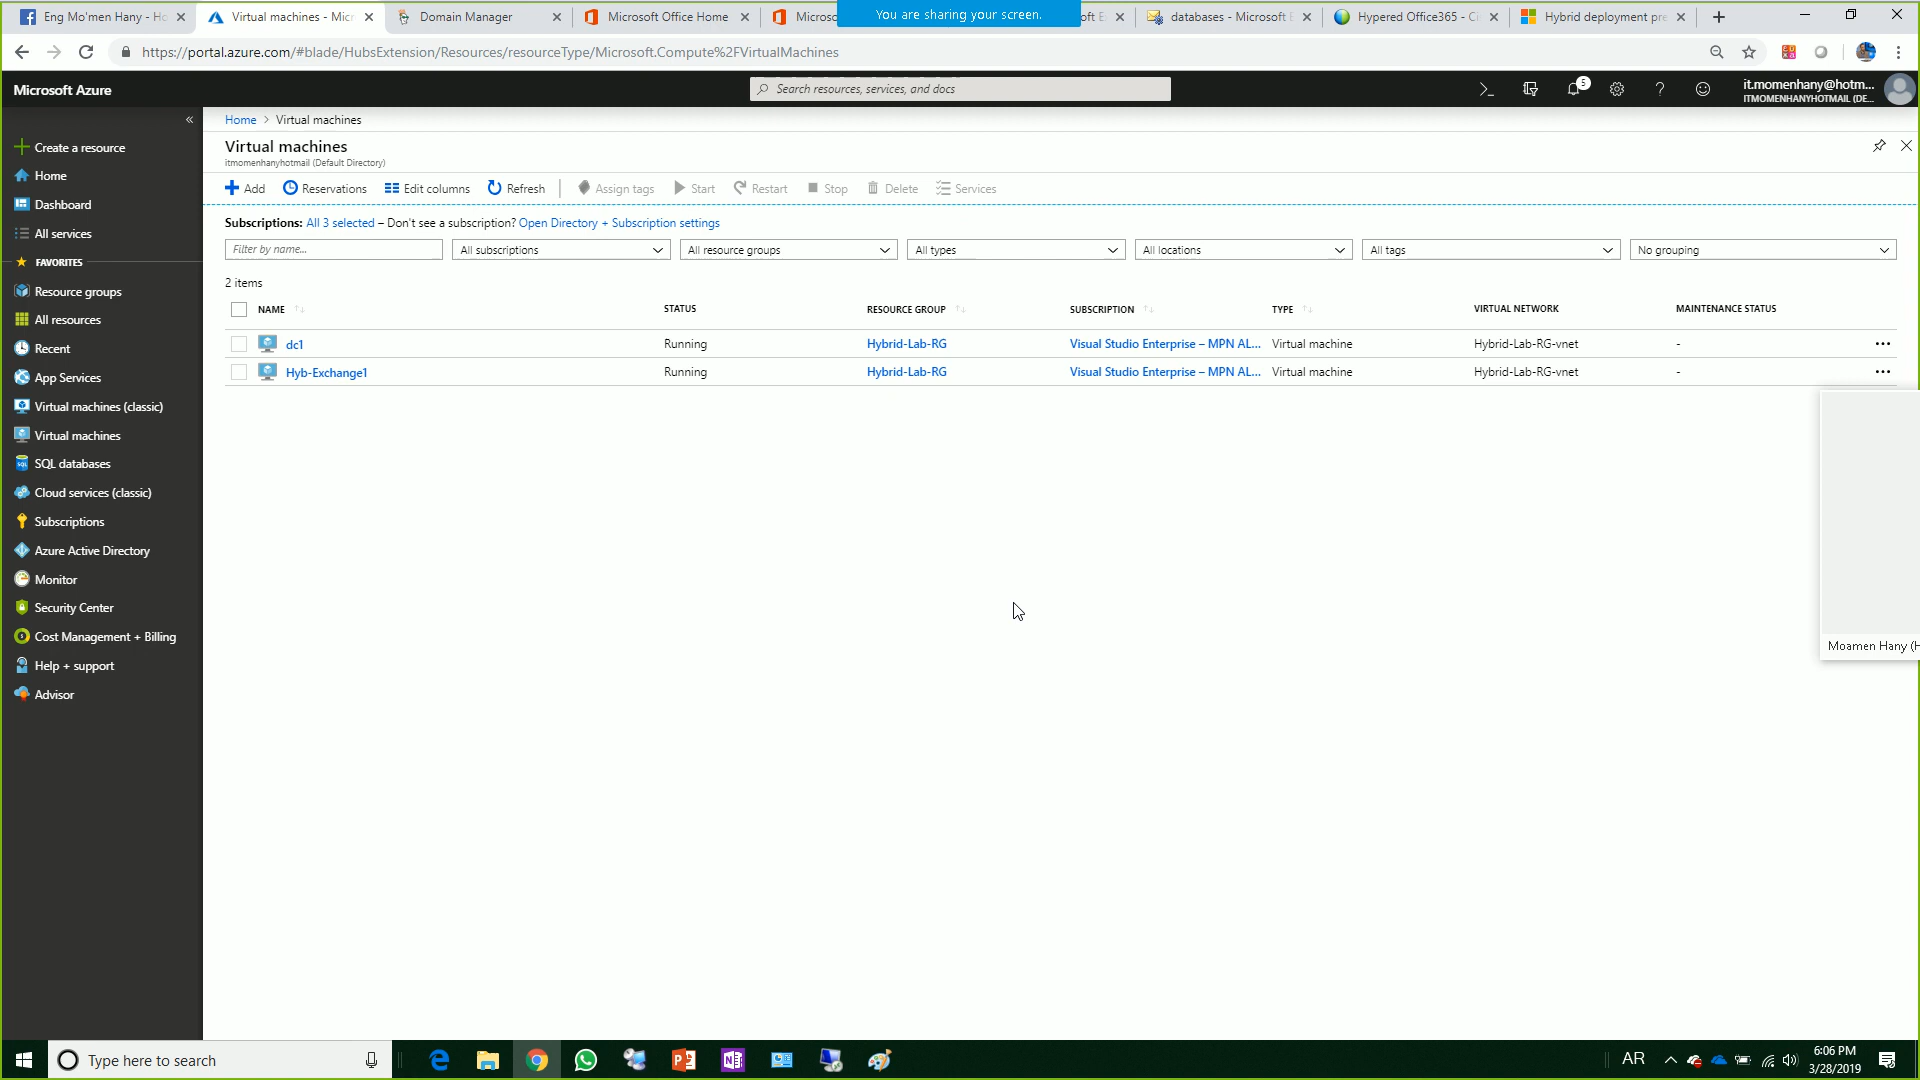 Eng Mo'men Hany - Ho
Virtual machines - Micr
Domain Manager
Microsoft Office Home
Microso
You are sharing your screen.
oft E
databases - Microsoft E
Hypered Office365 - Ci
Hybrid deployment pre
https://portal.azure.com/#blade/HubsExtension/Resources/resourceType/Microsoft.Compute%2FVirtualMachines
Microsoft Azure
Search resources, services, and docs
5
it.momenhany@hotm...
ITMOMENHANYHOTMAIL (DE...
Home > Virtual machines
Virtual machines
itmomenhanyhotmail (Default Directory)
Add
Reservations
Edit columns
Refresh
Assign tags
Start
Restart
Stop
Delete
Services
Subscriptions: All 3 selected – Don't see a subscription? Open Directory + Subscription settings
Filter by name...
All subscriptions
All resource groups
All types
All locations
All tags
No grouping
2 items
NAME STATUS RESOURCE GROUP SUBSCRIPTION TYPE VIRTUAL NETWORK MAINTENANCE STATUS
dc1 Running Hybrid-Lab-RG Visual Studio Enterprise – MPN AL... Virtual machine Hybrid-Lab-RG-vnet -
Hyb-Exchange1 Running Hybrid-Lab-RG Visual Studio Enterprise – MPN AL... Virtual machine Hybrid-Lab-RG-vnet -
Create a resource
Home
Dashboard
All services
FAVORITES
Resource groups
All resources
Recent
App Services
Virtual machines (classic)
Virtual machines
SQL databases
Cloud services (classic)
Subscriptions
Azure Active Directory
Monitor
Security Center
Cost Management + Billing
Help + support
Advisor
Moamen Hany (H
Type here to search
AR
6:06 PM
3/28/2019